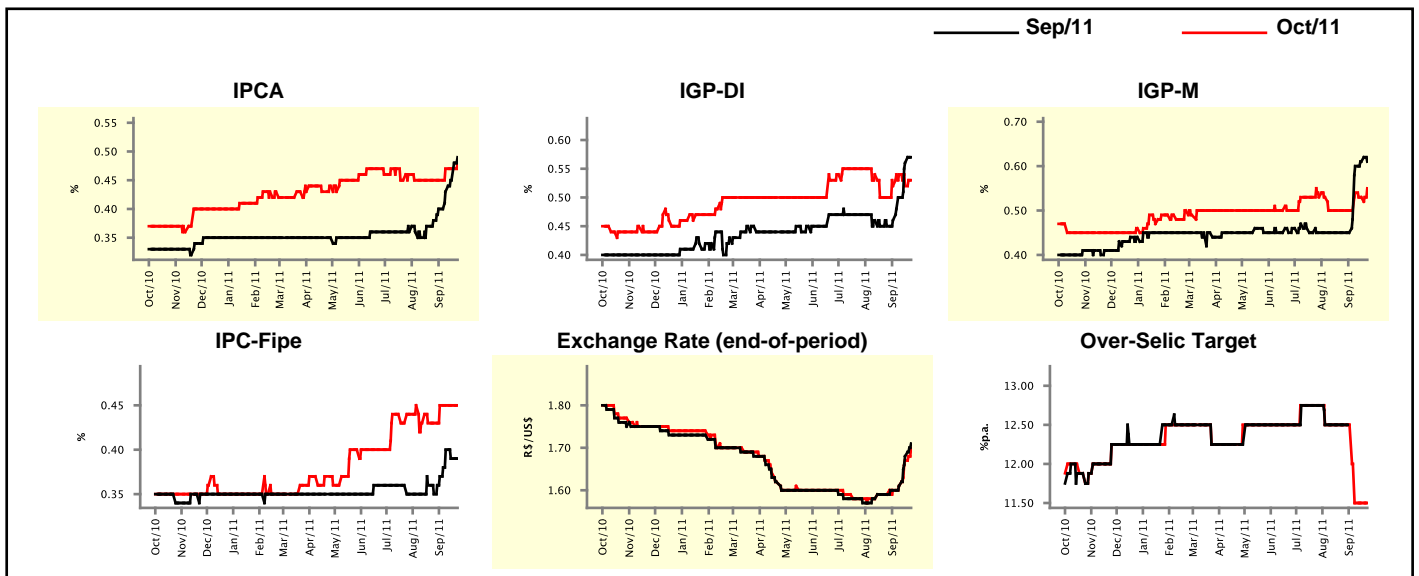 Sep/11 Oct/11
IPCA IGP-DI IGP-M
%
0.55
0.50
0.45
0.40
0.35
Oct/10 Nov/10 Dec/10 Jan/11 Feb/11 Mar/11 Apr/11 May/11 Jun/11 Jul/11 Aug/11 Sep/11
%
0.60
0.55
0.50
0.45
0.40
Oct/10 Nov/10 Dec/10 Jan/11 Feb/11 Mar/11 Apr/11 May/11 Jun/11 Jul/11 Aug/11 Sep/11
%
0.70
0.60
0.50
0.40
Oct/10 Nov/10 Dec/10 Jan/11 Feb/11 Mar/11 Apr/11 May/11 Jun/11 Jul/11 Aug/11 Sep/11
IPC-Fipe Exchange Rate (end-of-period) Over-Selic Target
%
0.45
0.40
0.35
Oct/10 Nov/10 Dec/10 Jan/11 Feb/11 Mar/11 Apr/11 May/11 Jun/11 Jul/11 Aug/11 Sep/11
R$/US$
1.80
1.70
1.60
Oct/10 Nov/10 Dec/10 Jan/11 Feb/11 Mar/11 Apr/11 May/11 Jun/11 Jul/11 Aug/11 Sep/11
%p.a.
13.00
12.50
12.00
11.50
Oct/10 Nov/10 Dec/10 Jan/11 Feb/11 Mar/11 Apr/11 May/11 Jun/11 Jul/11 Aug/11 Sep/11